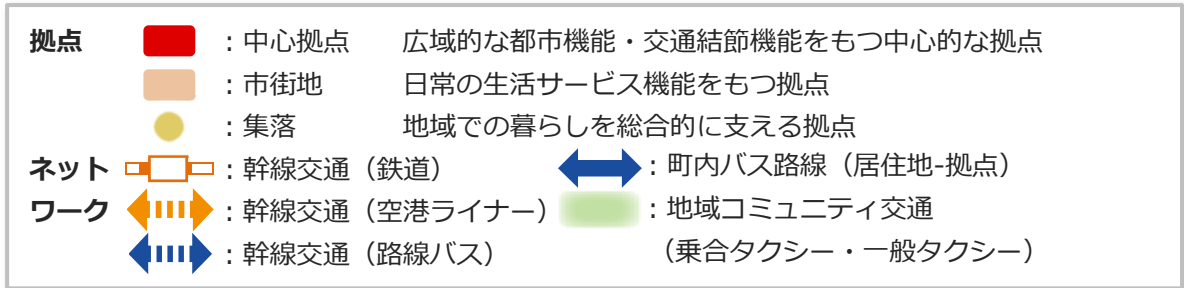 拠点 ：中心拠点 広域的な都市機能・交通結節機能をもつ中心的な拠点
：市街地 日常の生活サービス機能をもつ拠点
：集落 地域での暮らしを総合的に支える拠点
ネット ：幹線交通（鉄道） ：町内バス路線（居住地-拠点）
ワーク ：幹線交通（空港ライナー） ：地域コミュニティ交通
：幹線交通（路線バス） （乗合タクシー・一般タクシー）